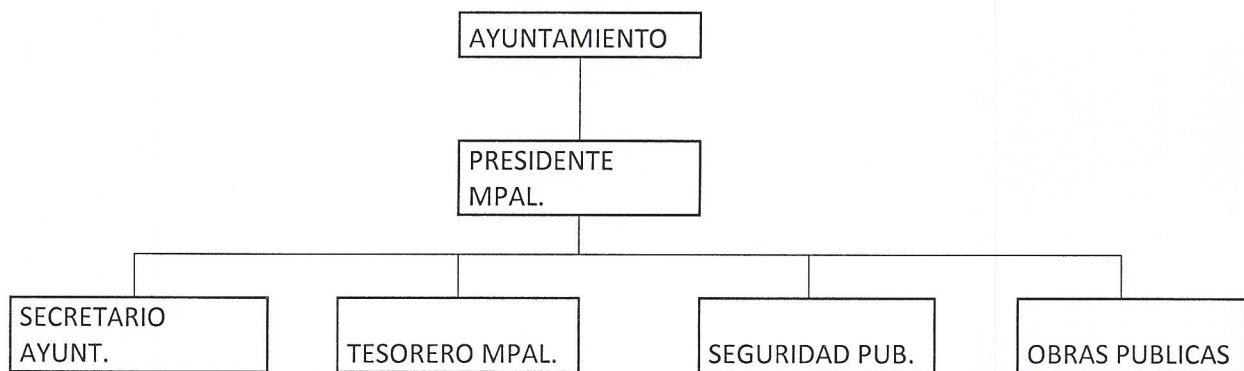 AYUNTAMIENTO
PRESIDENTE
MPAL.
SECRETARIO
AYUNT.
TESORERO MPAL.
SEGURIDAD PUB.
OBRAS PUBLICAS